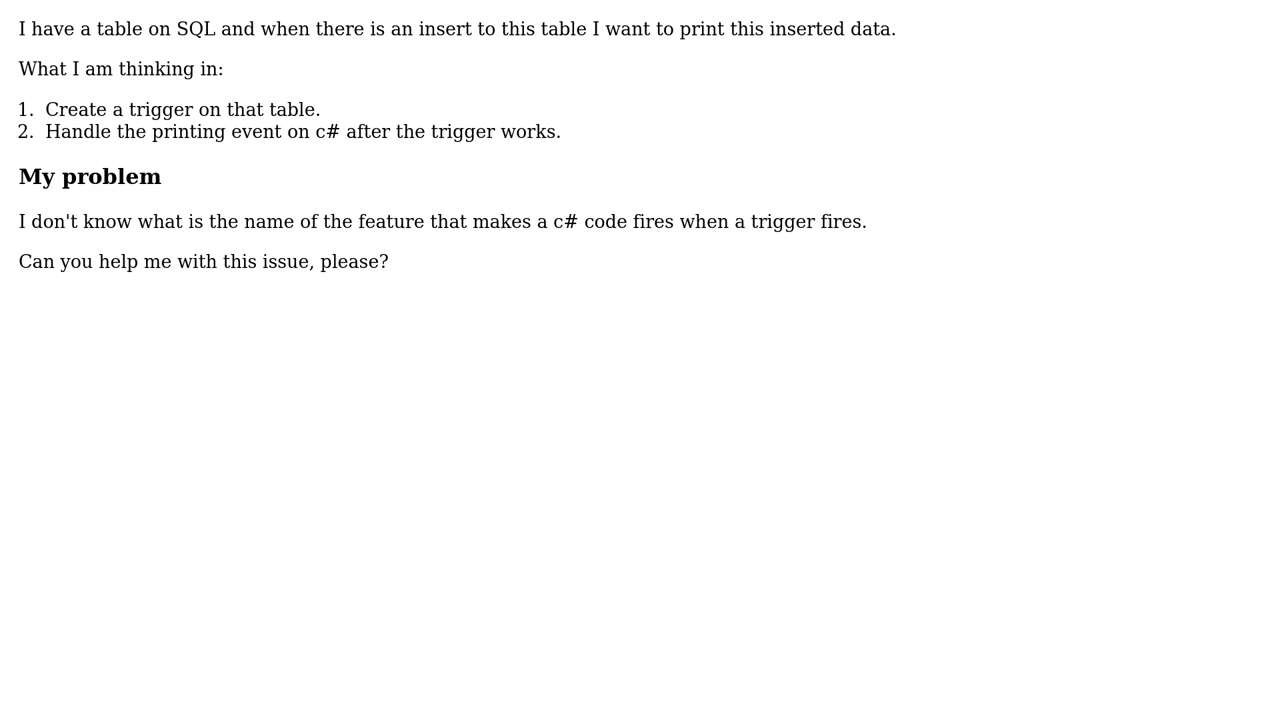 I have a table on SQL and when there is an insert to this table I want to print this inserted data.
What I am thinking in:
1. Create a trigger on that table.
2. Handle the printing event on c# after the trigger works.
My problem
I don't know what is the name of the feature that makes a c# code fires when a trigger fires.
Can you help me with this issue, please?